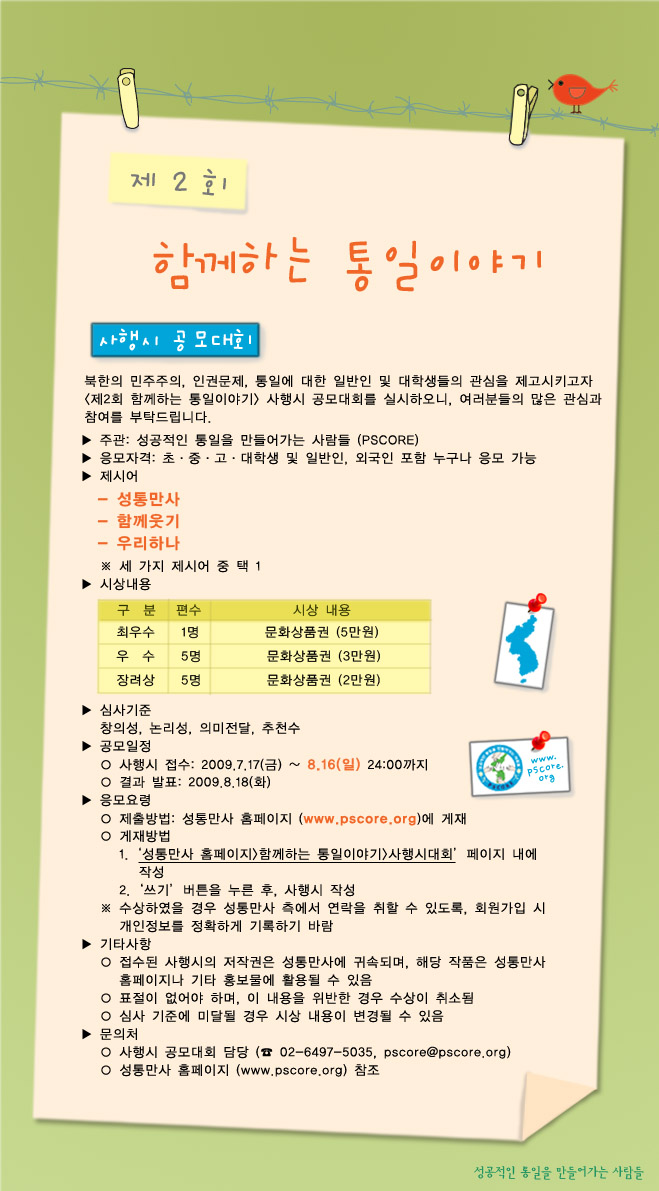 제 2 회
함께하는 통일이야기
사행시 공모대회
북한의 민주주의, 인권문제, 통일에 대한 일반인 및 대학생들의 관심을 제고시키고자
<제2회 함께하는 통일이야기> 사행시 공모대회를 실시하오니, 여러분들의 많은 관심과
참여를 부탁드립니다.
▶ 주관: 성공적인 통일을 만들어가는 사람들 (PSCORE)
▶ 응모자격: 초·중·고·대학생 및 일반인, 외국인 포함 누구나 응모 가능
▶ 제시어
- 성통만사
- 함께웃기
- 우리하나
※ 세 가지 제시어 중 택 1
▶ 시상내용
구 분 편수 시상 내용
최우수 1명 문화상품권 (5만원)
우 수 5명 문화상품권 (3만원)
장려상 5명 문화상품권 (2만원)
▶ 심사기준
창의성, 논리성, 의미전달, 추천수
▶ 공모일정
○ 사행시 접수: 2009.7.17(금) ~ 8.16(일) 24:00까지
○ 결과 발표: 2009.8.18(화)
www.
pscore.
org
▶ 응모요령
○ 제출방법: 성통만사 홈페이지 (www.pscore.org)에 게재
○ 게재방법
1. '성통만사 홈페이지>함께하는 통일이야기>사행시대회' 페이지 내에
작성
2. '쓰기' 버튼을 누른 후, 사행시 작성
※ 수상하였을 경우 성통만사 측에서 연락을 취할 수 있도록, 회원가입 시
개인정보를 정확하게 기록하기 바람
▶ 기타사항
○ 접수된 사행시의 저작권은 성통만사에 귀속되며, 해당 작품은 성통만사
홈페이지나 기타 홍보물에 활용될 수 있음
○ 표절이 없어야 하며, 이 내용을 위반한 경우 수상이 취소됨
○ 심사 기준에 미달될 경우 시상 내용이 변경될 수 있음
▶ 문의처
○ 사행시 공모대회 담당 (☎ 02-6497-5035, pscore@pscore.org)
○ 성통만사 홈페이지 (www.pscore.org) 참조
성공적인 통일을 만들어가는 사람들